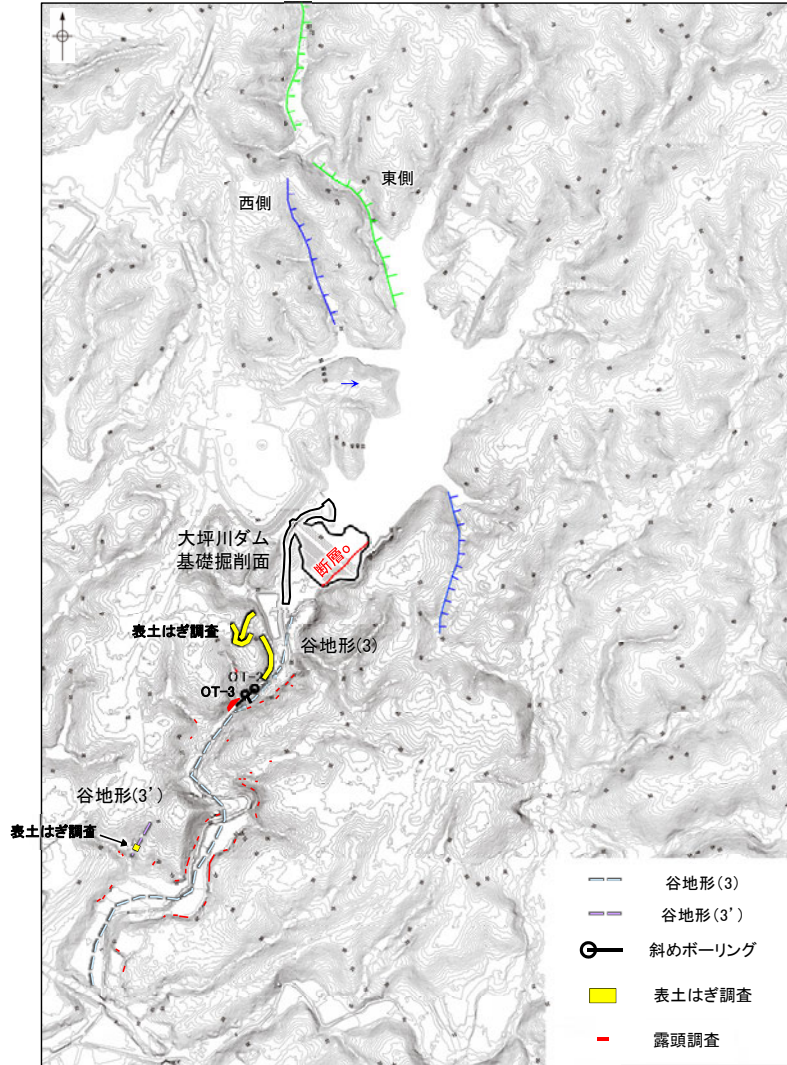 東側
西側
大坪川ダム
基礎掘削面
断層o
表土はぎ調査
谷地形(3)
OT-2
OT-3
谷地形(3’)
表土はぎ調査
谷地形(3)
谷地形(3’)
斜めボーリング
表土はぎ調査
露頭調査